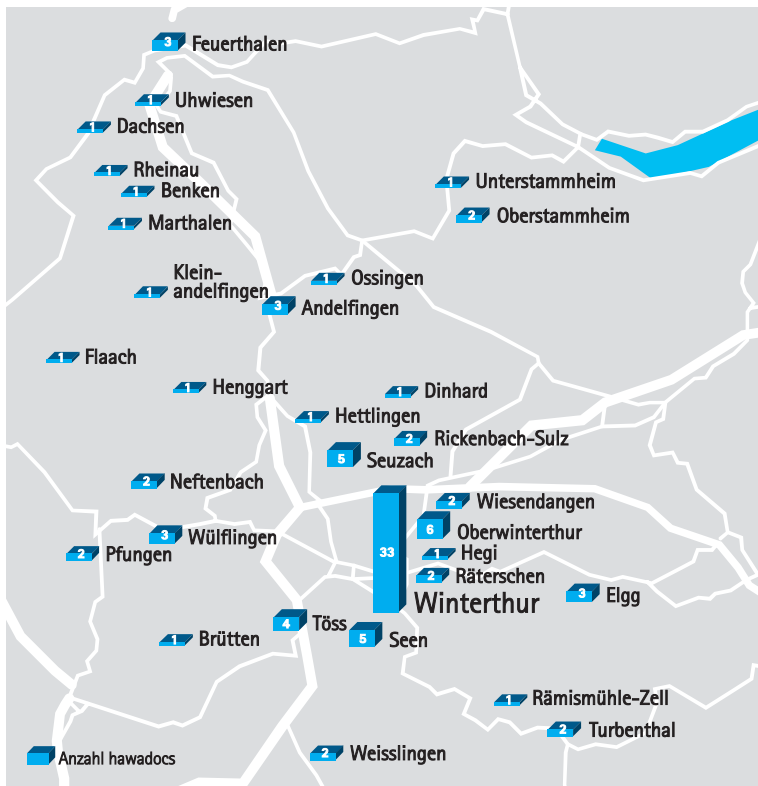 3 Feuerthalen
1 Uhwiesen
1 Dachsen
1 Rheinau
1 Unterstammheim
1 Benken
2 Oberstammheim
1 Marthalen
1 Klein-
andelfingen
1 Ossingen
3 Andelfingen
1 Flaach
1 Henggart
1 Dinhard
1 Hettlingen
2 Rickenbach-Sulz
5 Seuzach
2 Neftenbach
2 Wiesendangen
6 Oberwinterthur
3 Wülflingen
2 Pfungen
1 Hegi
33 Winterthur
2 Räterschen
3 Elgg
4 Töss
5 Seen
1 Brütten
1 Rämismühle-Zell
2 Turbenthal
2 Weisslingen
Anzahl hawadocs